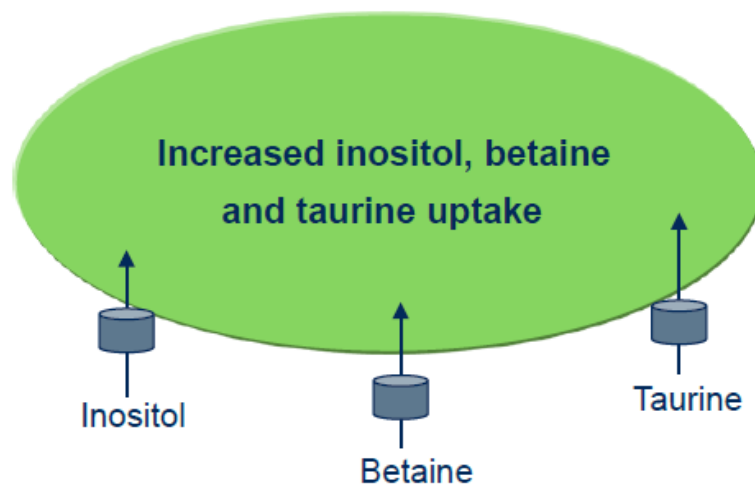 Increased inositol, betaine
and taurine uptake
Inositol
Betaine
Taurine